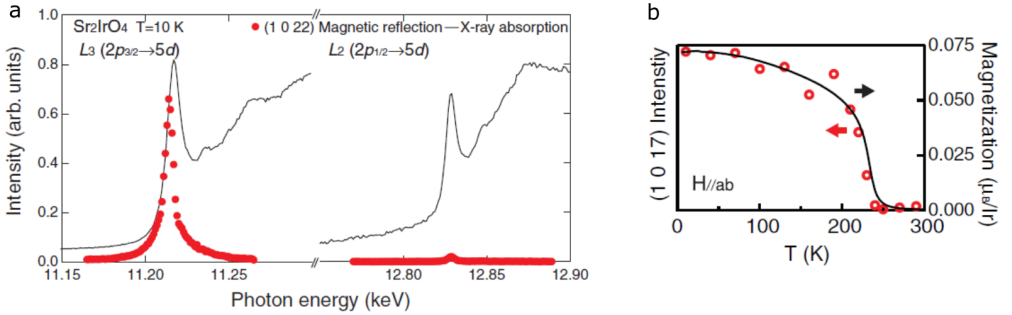 a
Sr2IrO4 T=10 K
(1 0 22) Magnetic reflection — X-ray absorption
L3 (2p3/2→5d)
L2 (2p1/2→5d)
Intensity (arb. units)
1.0
0.8
0.6
0.4
0.2
0.0
11.15
11.20
11.25
12.80
12.85
12.90
Photon energy (keV)
b
(1 0 17) Intenstiy
H//ab
0.075
0.050
0.025
0.000
Magnetization (μB/Ir)
0
100
200
300
T (K)